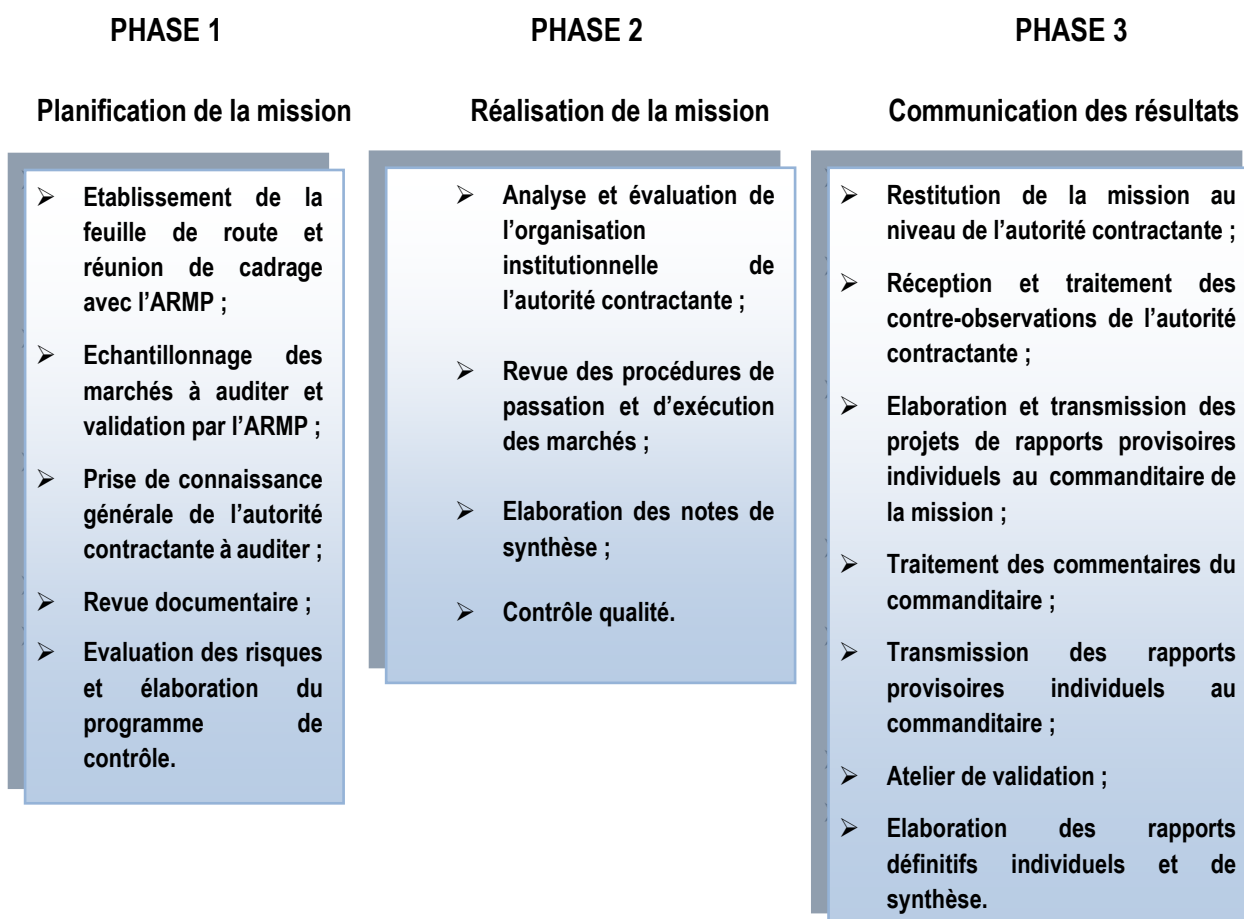 PHASE 1
Planification de la mission
➢ Etablissement de la
feuille de route et
réunion de cadrage
avec l’ARMP ;
➢ Echantillonnage des
marchés à auditer et
validation par l’ARMP ;
➢ Prise de connaissance
générale de l’autorité
contractante à auditer ;
➢ Revue documentaire ;
➢ Evaluation des risques
et élaboration du
programme de
contrôle.
PHASE 2
Réalisation de la mission
➢ Analyse et évaluation de
l’organisation
institutionnelle de
l’autorité contractante ;
➢ Revue des procédures de
passation et d’exécution
des marchés ;
➢ Elaboration des notes de
synthèse ;
➢ Contrôle qualité.
PHASE 3
Communication des résultats
➢ Restitution de la mission au
niveau de l’autorité contractante ;
➢ Réception et traitement des
contre-observations de l’autorité
contractante ;
➢ Elaboration et transmission des
projets de rapports provisoires
individuels au commanditaire de
la mission ;
➢ Traitement des commentaires du
commanditaire ;
➢ Transmission des rapports
provisoires individuels au
commanditaire ;
➢ Atelier de validation ;
➢ Elaboration des rapports
définitifs individuels et de
synthèse.